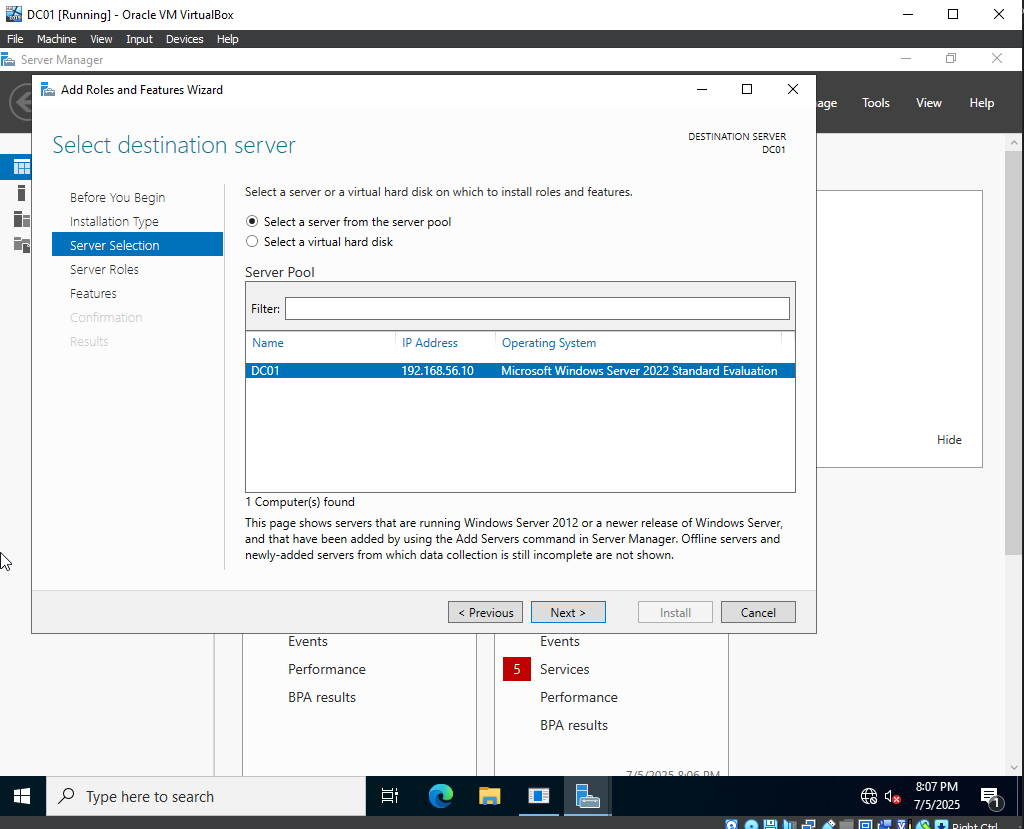 DC01 [Running] - Oracle VM VirtualBox
File Machine View Input Devices Help
Server Manager
Add Roles and Features Wizard
Tools View Help
Select destination server
DESTINATION SERVER
DC01
Before You Begin
Installation Type
Server Selection
Server Roles
Features
Confirmation
Results
Select a server or a virtual hard disk on which to install roles and features.
Select a server from the server pool
Select a virtual hard disk
Server Pool
Filter:
Name IP Address Operating System
DC01 192.168.56.10 Microsoft Windows Server 2022 Standard Evaluation
1 Computer(s) found
This page shows servers that are running Windows Server 2012 or a newer release of Windows Server,
and that have been added by using the Add Servers command in Server Manager. Offline servers and
newly-added servers from which data collection is still incomplete are not shown.
< Previous Next > Install Cancel
Hide
Events
Performance
BPA results
Events
5 Services
Performance
BPA results
7/5/2025 8:06 PM
Type here to search
8:07 PM
7/5/2025
1
Right Ctrl